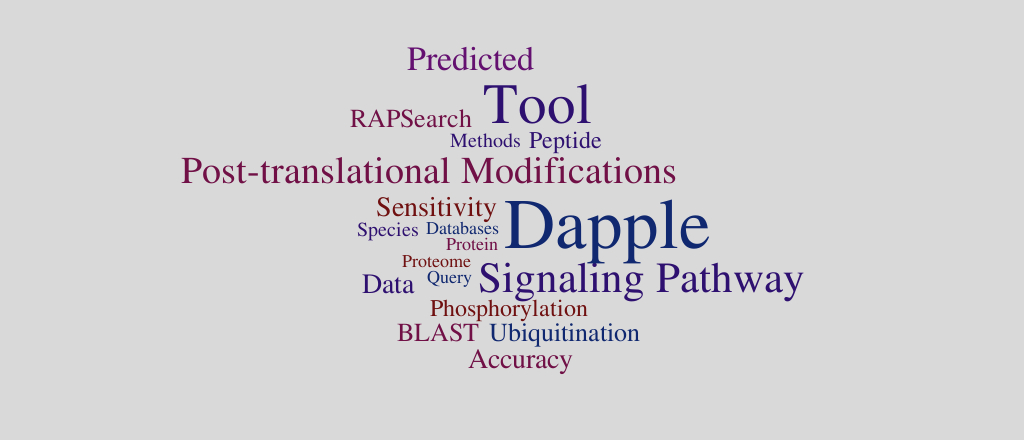 Predicted
Tool
RAPSearch
Methods Peptide
Post-translational Modifications
Sensitivity
Dapple
Species Databases
Protein
Proteome
Data Query Signaling Pathway
Phosphorylation
BLAST Ubiquitination
Accuracy